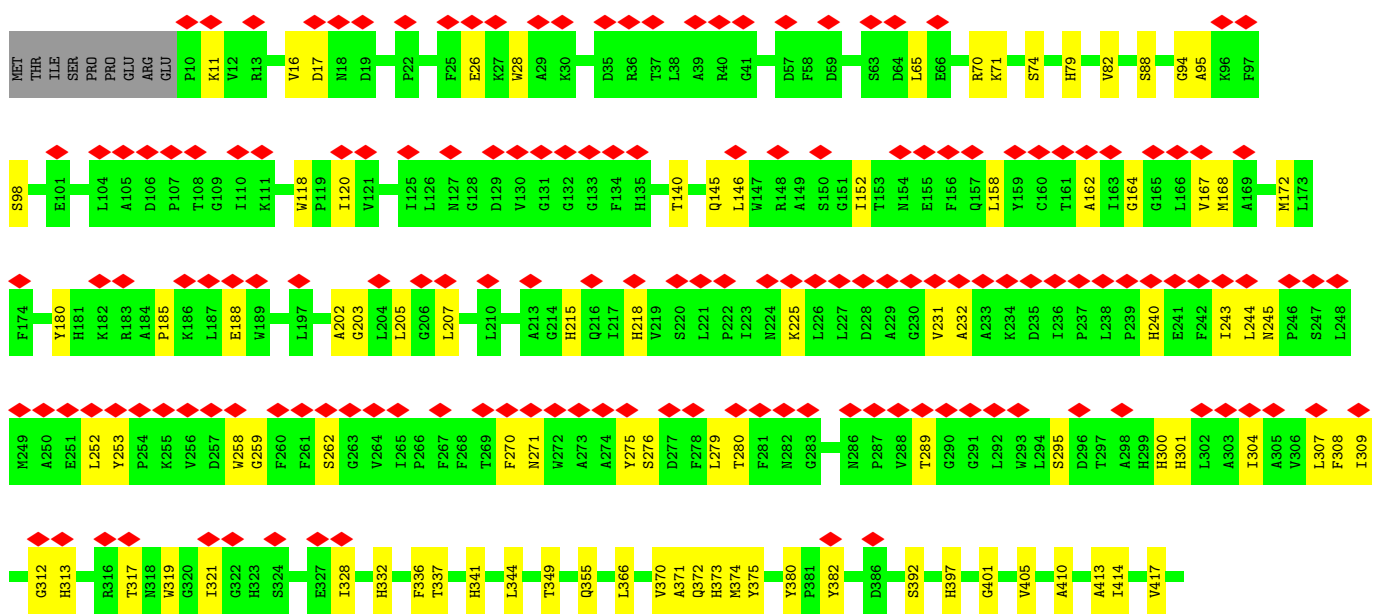 MET THR ILE SER PRO PRO GLU ARG GLU P10 K11 V12 R13 V16 D17 N18 D19 P22 F25 E26 K27 W28 A29 K30 D35 R36 T37 L38 A39 R40 G41 D57 F58 D59 S63 D64 L65 E66 R70 K71 S74 H79 V82 S88 G94 A95 K96 F97
S98 E101 L104 A105 D106 P107 T108 G109 I110 K111 W118 P119 I120 V121 I125 L126 N127 G128 D129 V130 G131 G132 G133 F134 H135 T140 Q145 L146 W147 R148 A149 S150 G151 I152 T153 N154 E155 F156 Q157 L158 Y159 C160 T161 A162 I163 G164 G165 L166 V167 M168 A169 M172 L173
F174 Y180 H181 K182 R183 A184 P185 K186 L187 E188 W189 L197 A202 G203 L204 L205 G206 L207 L210 A213 G214 H215 Q216 I217 H218 V219 S220 L221 P222 I223 N224 K225 L226 L227 D228 A229 G230 V231 A232 A233 K234 D235 I236 P237 L238 P239 H240 E241 F242 I243 L244 N245 P246 S247 L248
M249 A250 E251 L252 Y253 P254 K255 V256 D257 W258 G259 F260 F261 S262 G263 V264 I265 P266 F267 F268 T269 F270 N271 W272 A273 A274 Y275 S276 D277 F278 L279 T280 F281 N282 G283 N286 P287 V288 T289 G290 G291 L292 W293 L294 S295 D296 T297 A298 H299 H300 H301 L302 A303 I304 A305 V306 L307 F308 I309
G312 H313 R316 T317 N318 W319 G320 I321 G322 H323 S324 E327 I328 H332 F336 T337 H341 L344 T349 Q355 L366 V370 A371 Q372 H373 M374 Y375 Y380 P381 Y382 D386 S392 H397 G401 V405 A410 A413 I414 V417